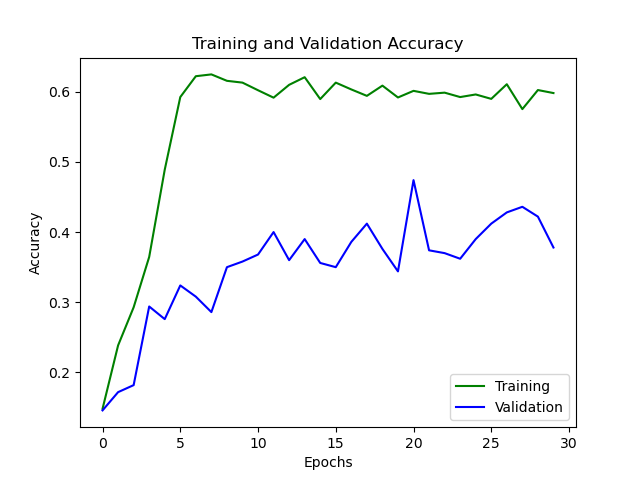 Training and Validation Accuracy
Accuracy
0.6
0.5
0.4
0.3
0.2
Training
Validation
0 5 10 15 20 25 30
Epochs